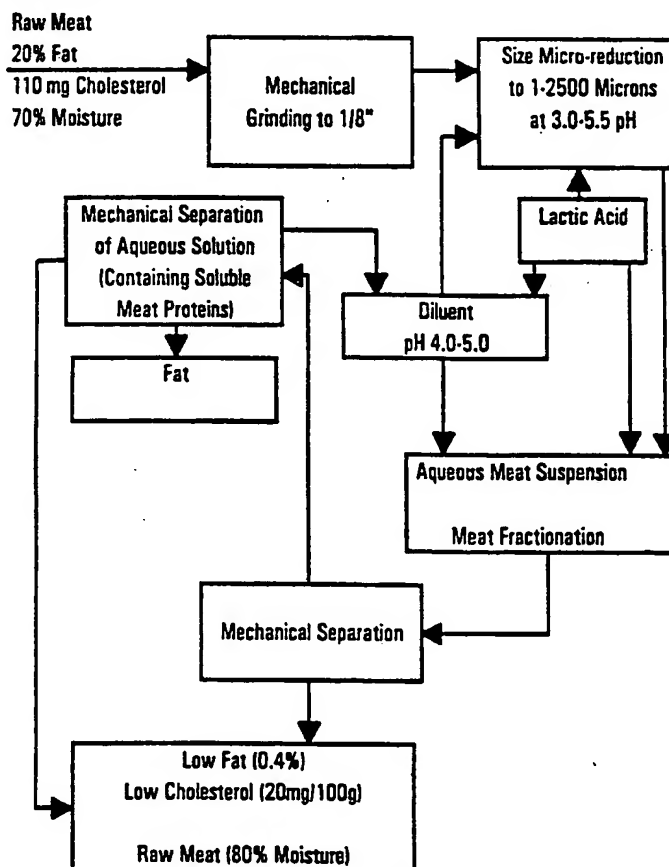 Raw Meat
20% Fat
110 mg Cholesterol
70% Moisture
Mechanical
Grinding to 1/8"
Size Micro-reduction
to 1-2500 Microns
at 3.0-5.5 pH
Mechanical Separation
of Aqueous Solution
(Containing Soluble
Meat Proteins)
Lactic Acid
Diluent
pH 4.0-5.0
Fat
Aqueous Meat Suspension
Meat Fractionation
Mechanical Separation
Low Fat (0.4%)
Low Cholesterol (20mg/100g)
Raw Meat (80% Moisture)